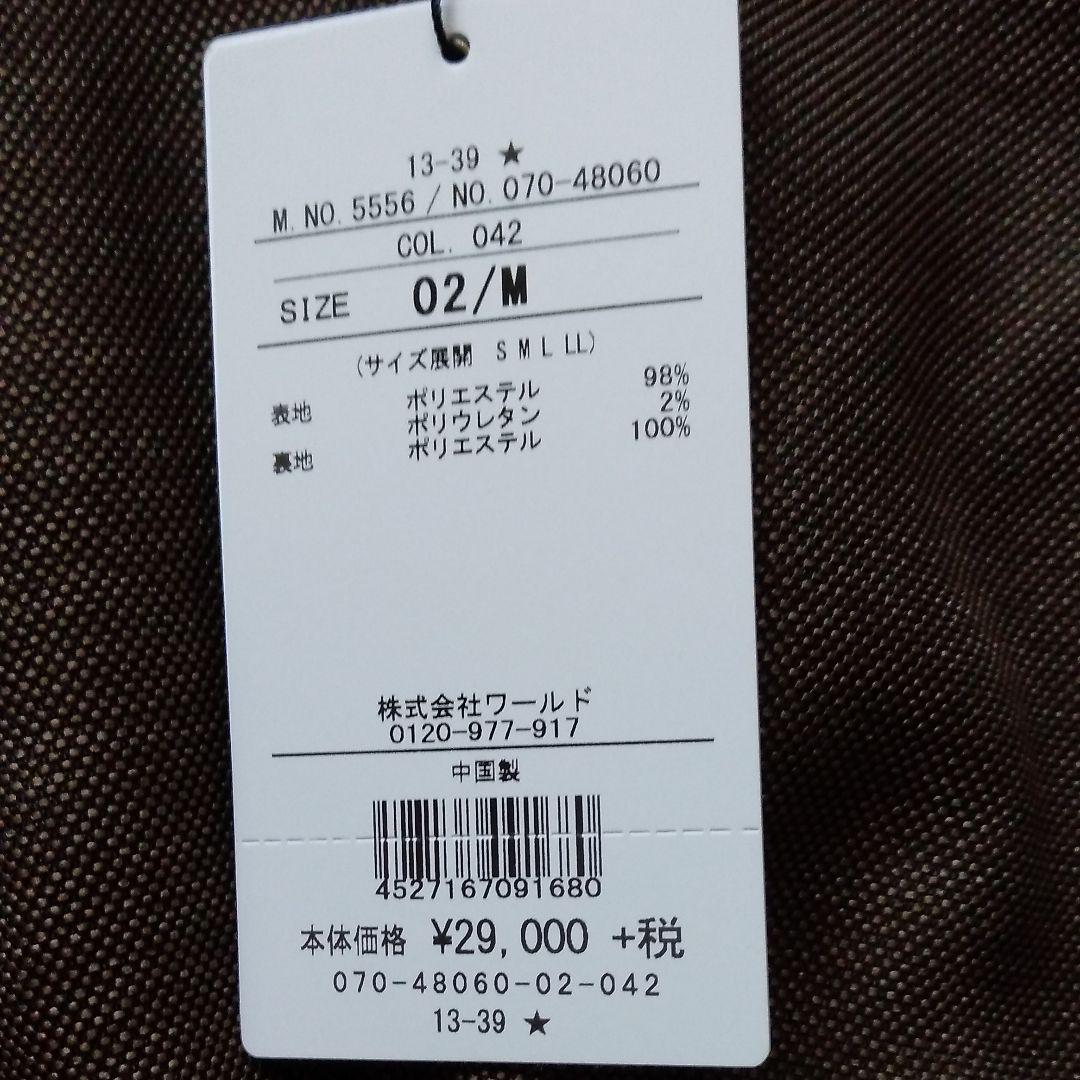 13-39 ★
M.NO.5556 / NO.070-48060
COL. 042
SIZE 02/M
(サイズ展開 S M L LL)
表地 ポリエステル 98%
ポリウレタン 2%
裏地 ポリエステル 100%
株式会社ワールド
0120-977-917
中国製
4527167091680
本体価格 ¥29,000 +税
070-48060-02-042
13-39 ★